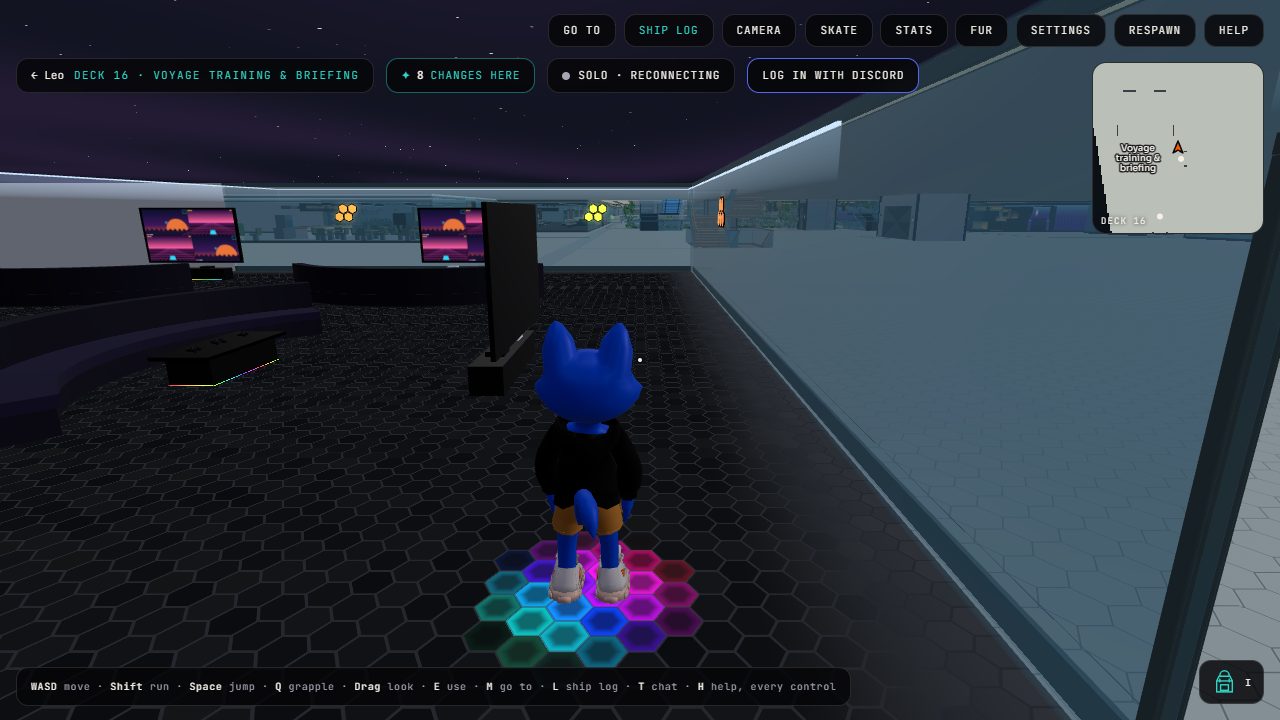 GO TO
SHIP LOG
CAMERA
SKATE
STATS
FUR
SETTINGS
RESPAWN
HELP
← Leo DECK 16 · VOYAGE TRAINING & BRIEFING
✦ 8 CHANGES HERE
SOLO · RECONNECTING
LOG IN WITH DISCORD
Voyage
training &
briefing
DECK 16
WASD move · Shift run · Space jump · Q grapple · Drag look · E use · M go to · L ship log · T chat · H help, every control
I